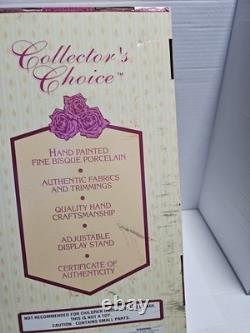 Collector's
Choice™
HAND PAINTED
FINE BISQUE PORCELAIN
•
AUTHENTIC FABRICS
AND TRIMMINGS
•
QUALITY HAND
CRAFTSMANSHIP
•
ADJUSTABLE
DISPLAY STAND
•
CERTIFICATE OF
AUTHENTICITY
NOT RECOMMENDED FOR CHILDREN
THIS IS NOT A TOY
CAUTION: CONTAINS SMALL PARTS.